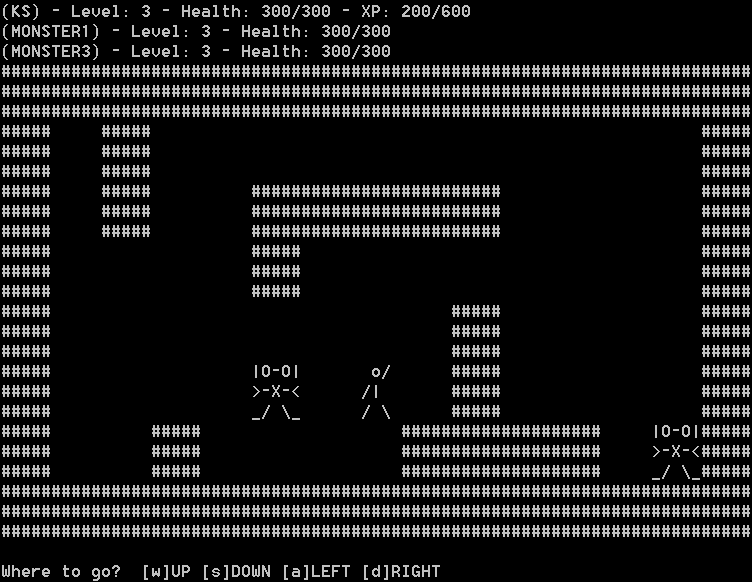 (KS) - Level: 3 - Health: 300/300 - XP: 200/600
(MONSTER1) - Level: 3 - Health: 300/300
(MONSTER3) - Level: 3 - Health: 300/300
###########################################################################
###########################################################################
###########################################################################
#####     #####                                                       #####
#####     #####                                                       #####
#####     #####                                                       #####
#####     #####          #########################                    #####
#####     #####          #########################                    #####
#####     #####          #########################                    #####
#####                    #####                                        #####
#####                    #####                                        #####
#####                    #####                                        #####
#####                                        #####                    #####
#####                                        #####                    #####
#####                                        #####                    #####
#####                    |O-O|       o/      #####                    #####
#####                    >-X-<      /|       #####                    #####
#####                    _/ \_      / \      #####                    #####
#####          #####                    ####################     |O-O|#####
#####          #####                    ####################     >-X-<#####
#####          #####                    ####################     _/ \_#####
###########################################################################
###########################################################################
###########################################################################
Where to go?  [w]UP [s]DOWN [a]LEFT [d]RIGHT